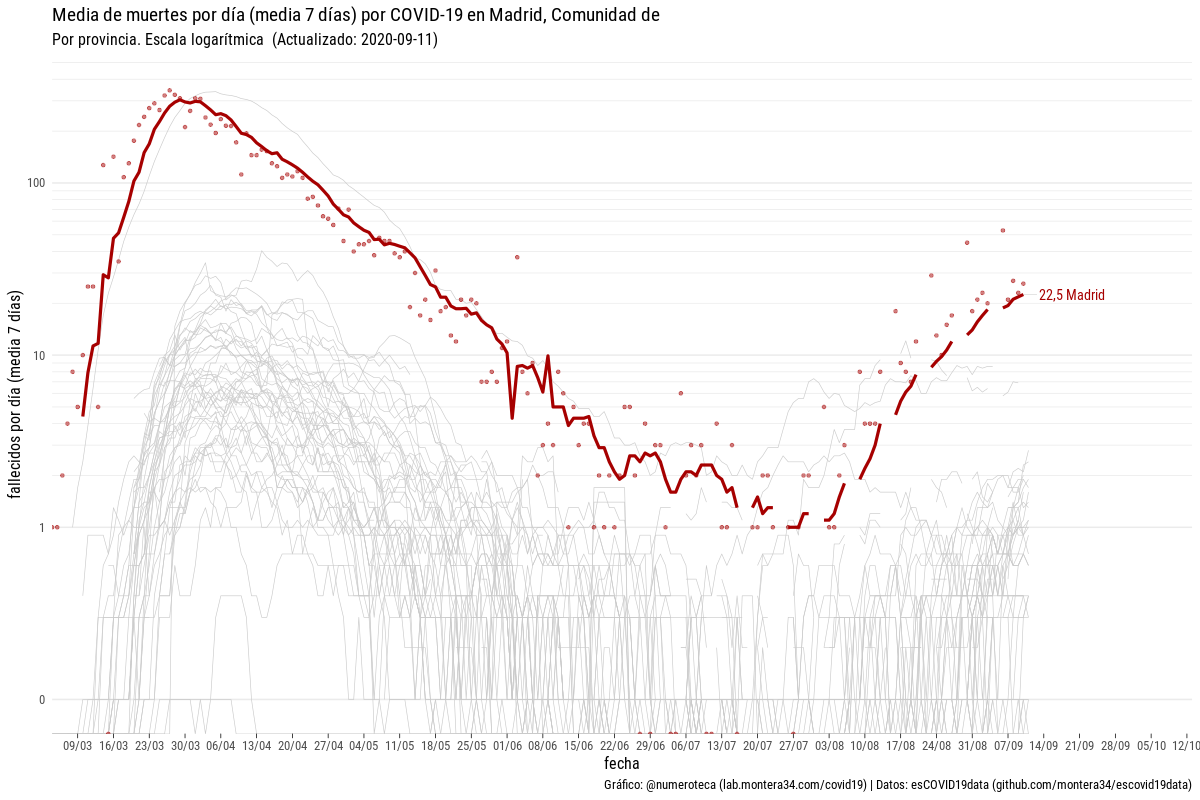 Media de muertes por día (media 7 días) por COVID-19 en Madrid, Comunidad de
Por provincia. Escala logarítmica (Actualizado: 2020-09-11)
fallecidos por día (media 7 días)
100
10
1
0
22,5 Madrid
09/03 16/03 23/03 30/03 06/04 13/04 20/04 27/04 04/05 11/05 18/05 25/05 01/06 08/06 15/06 22/06 29/06 06/07 13/07 20/07 27/07 03/08 10/08 17/08 24/08 31/08 07/09 14/09 21/09 28/09 05/10 12/10
fecha
Gráfico: @numeroteca (lab.montera34.com/covid19) | Datos: esCOVID19data (github.com/montera34/escovid19data)